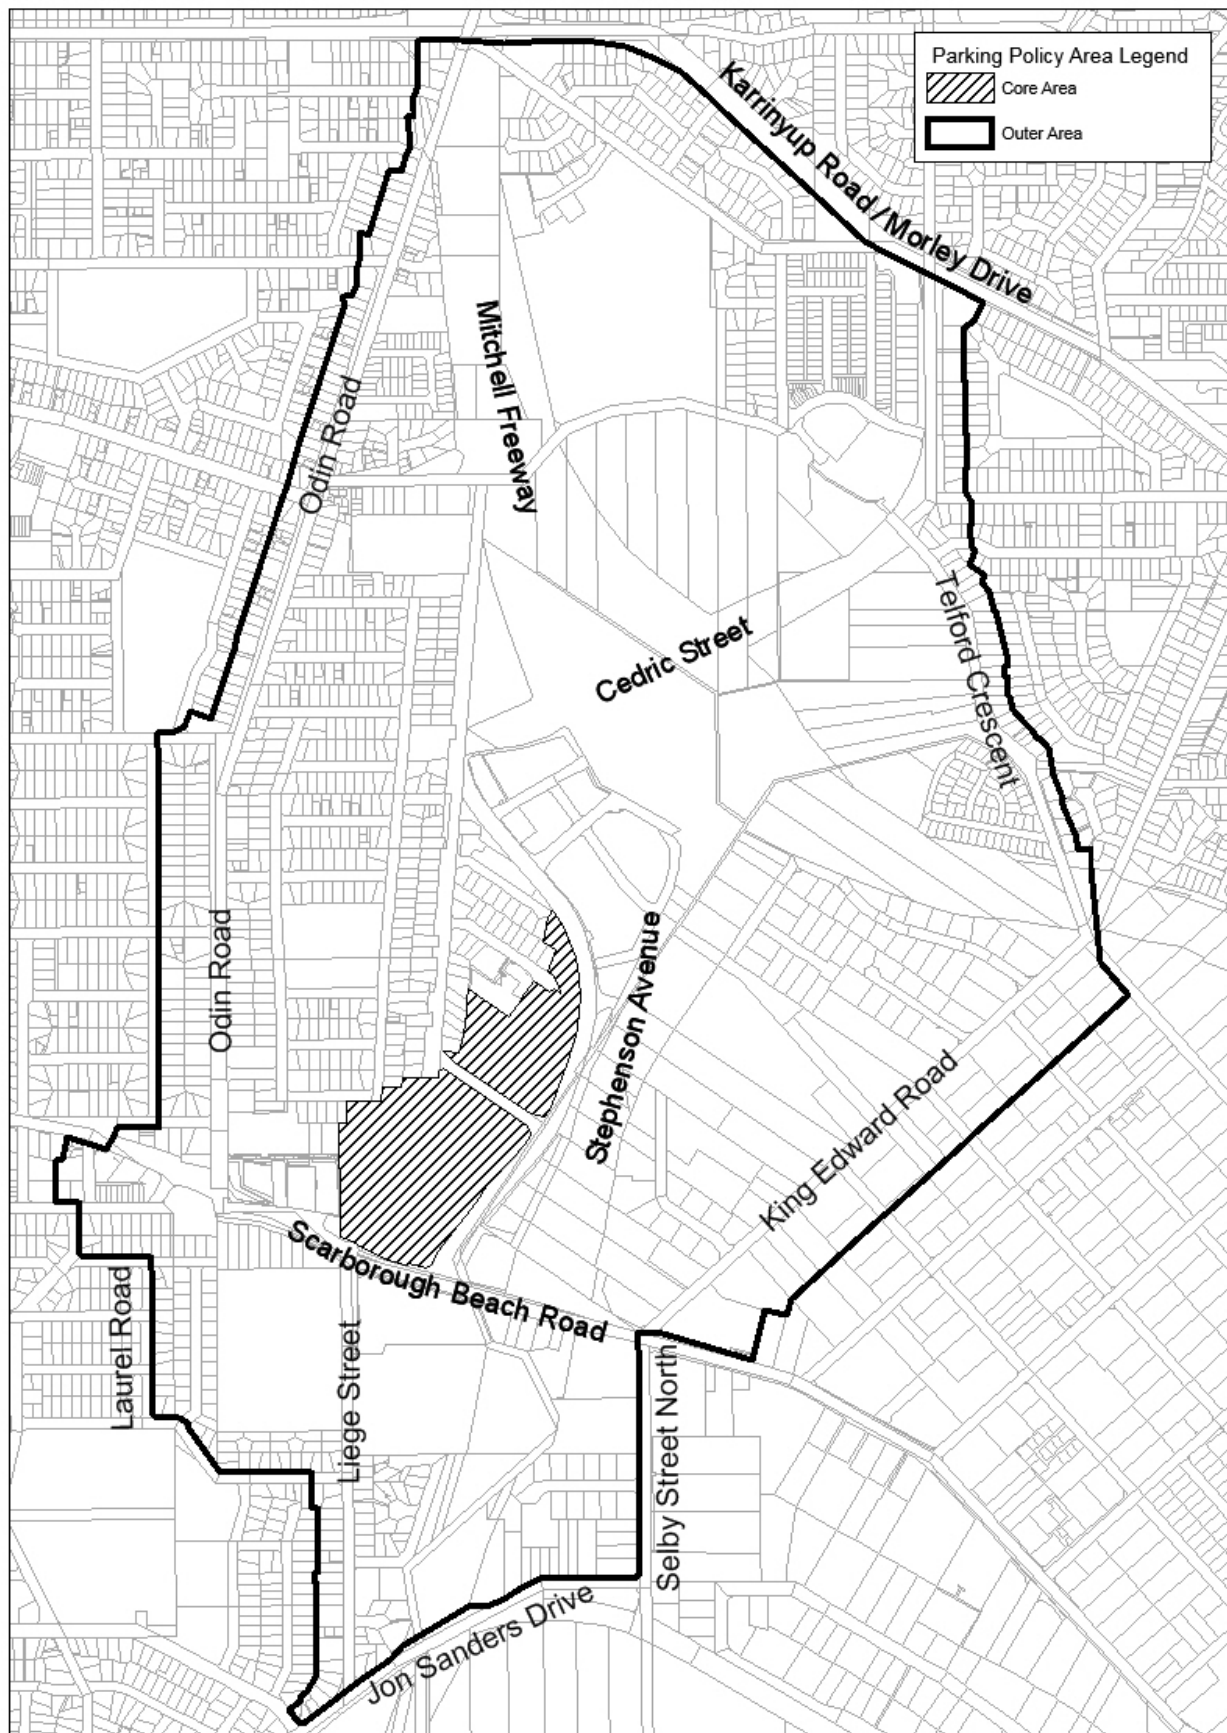 Parking Policy Area Legend
Core Area
Outer Area
Karrinyup Road / Morley Drive
Mitchell Freeway
Odin Road
Telford Crescent
Cedric Street
Odin Road
Stephenson Avenue
King Edward Road
Scarborough Beach Road
Laurel Road
Liege Street
Selby Street North
Jon Sanders Drive